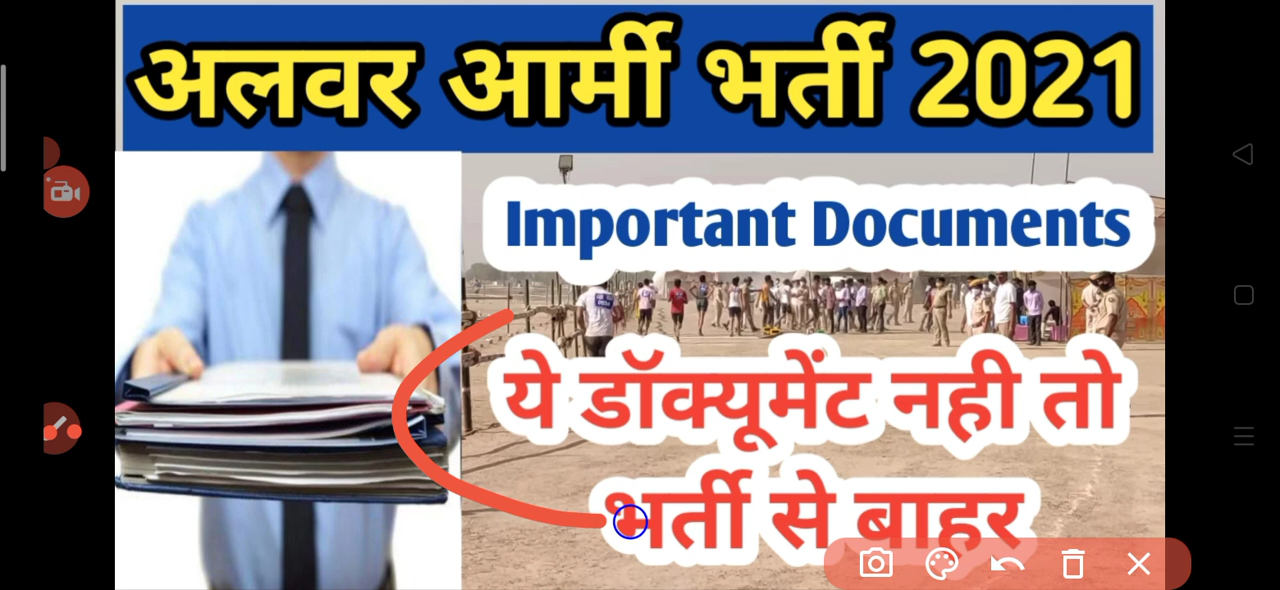 अलवर आर्मी भर्ती 2021
Important Documents
ये डॉक्यूमेंट नही तो
भर्ती से बाहर